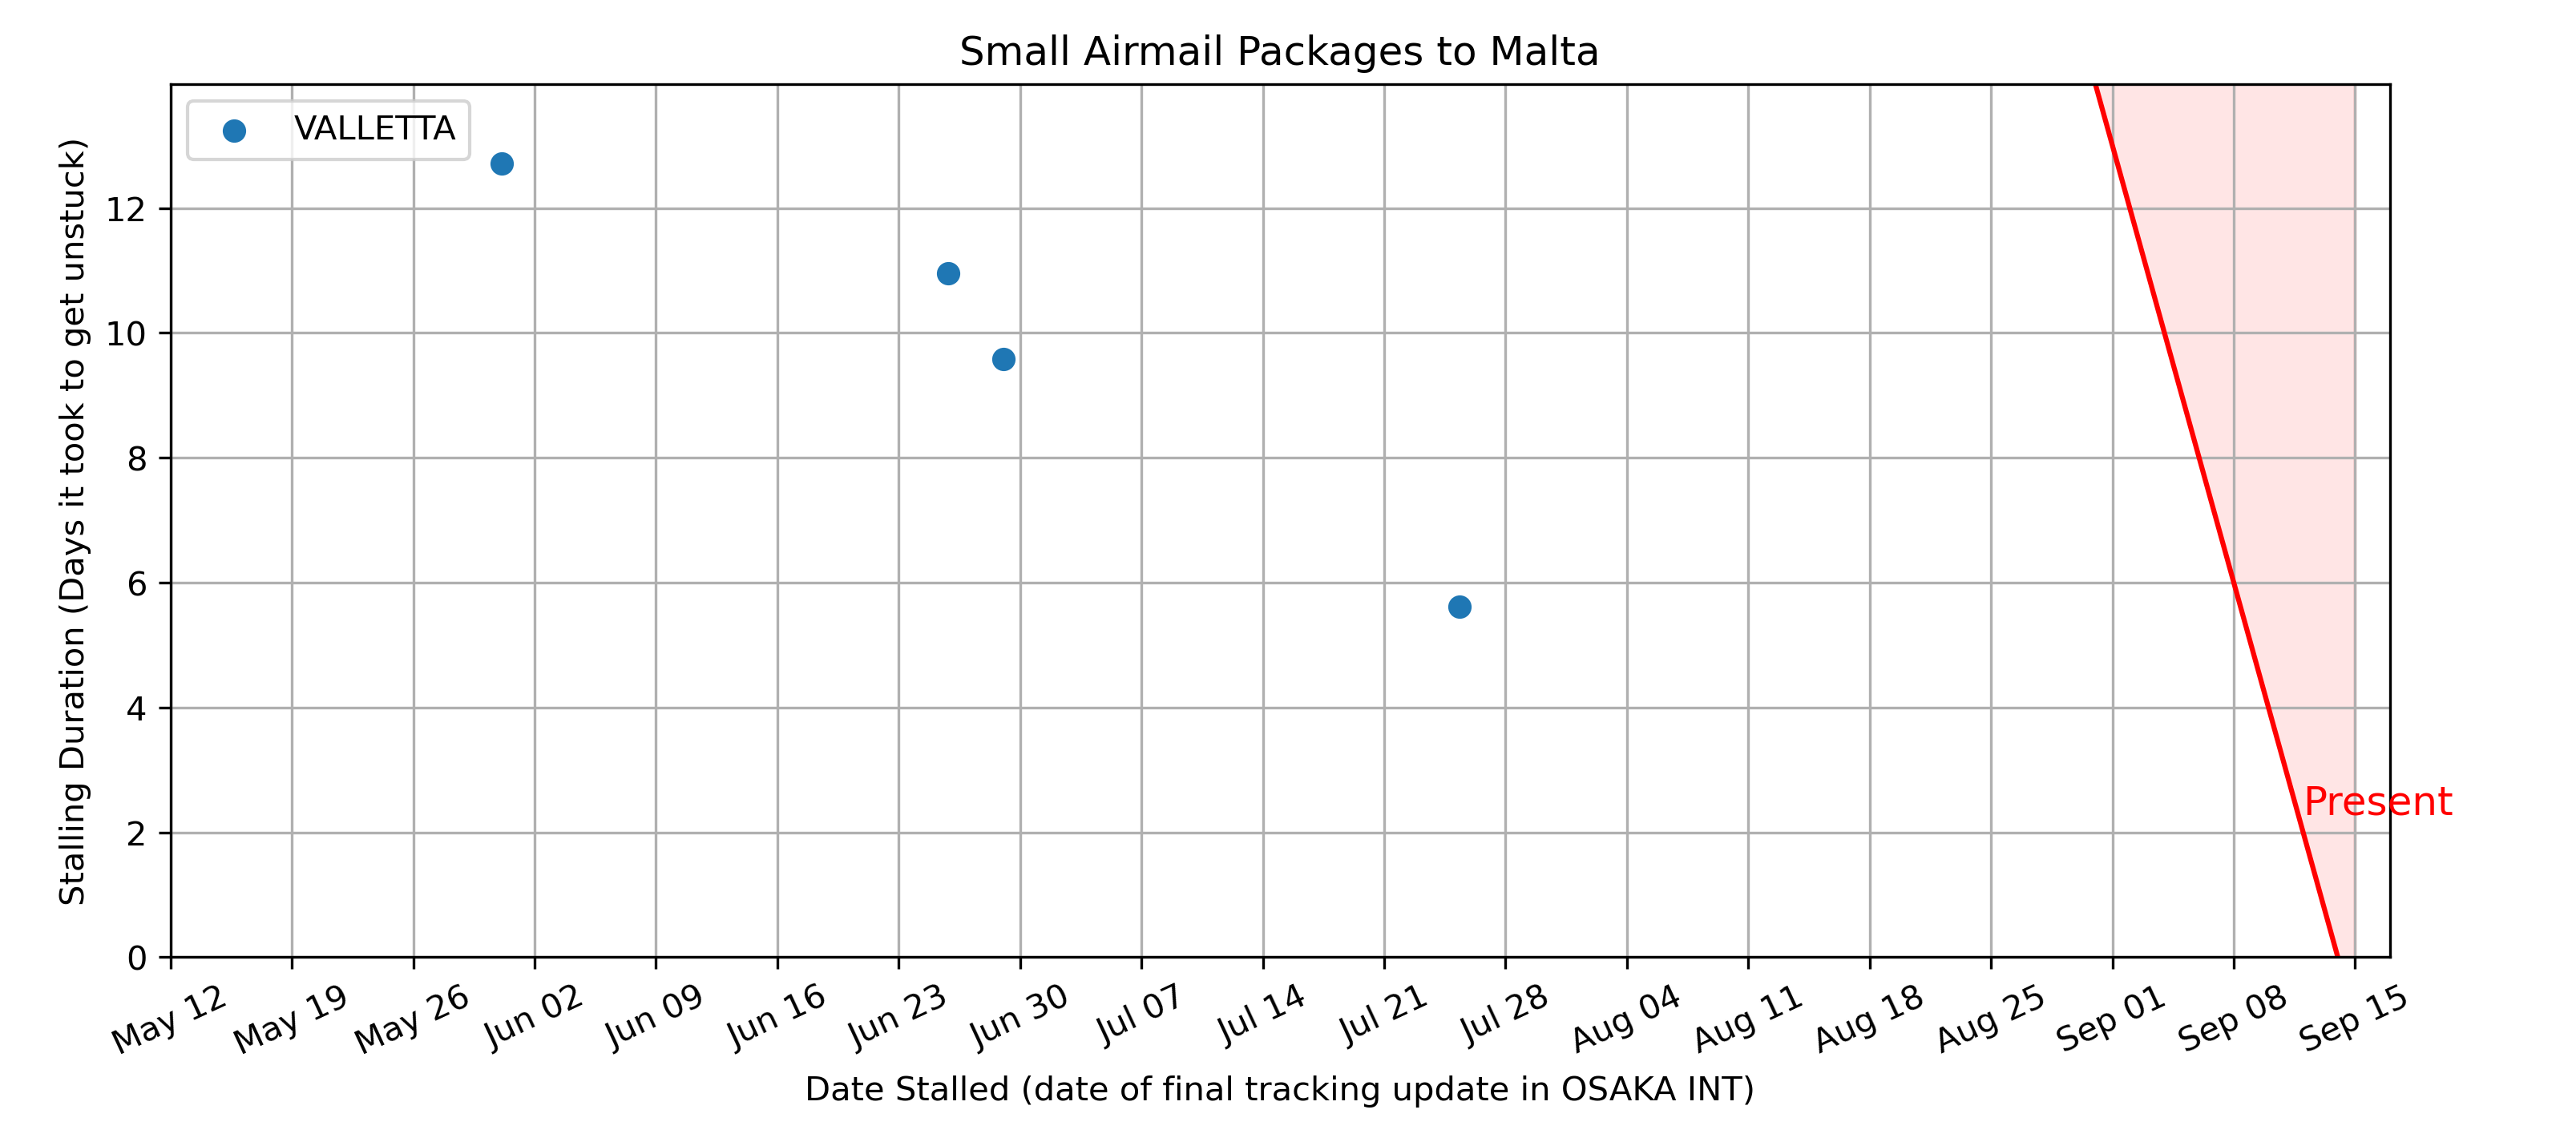 Small Airmail Packages to Malta
VALLETTA
Stalling Duration (Days it took to get unstuck)
12
10
8
6
4
2
0
Present
May 12
May 19
May 26
Jun 02
Jun 09
Jun 16
Jun 23
Jun 30
Jul 07
Jul 14
Jul 21
Jul 28
Aug 04
Aug 11
Aug 18
Aug 25
Sep 01
Sep 08
Sep 15
Date Stalled (date of final tracking update in OSAKA INT)